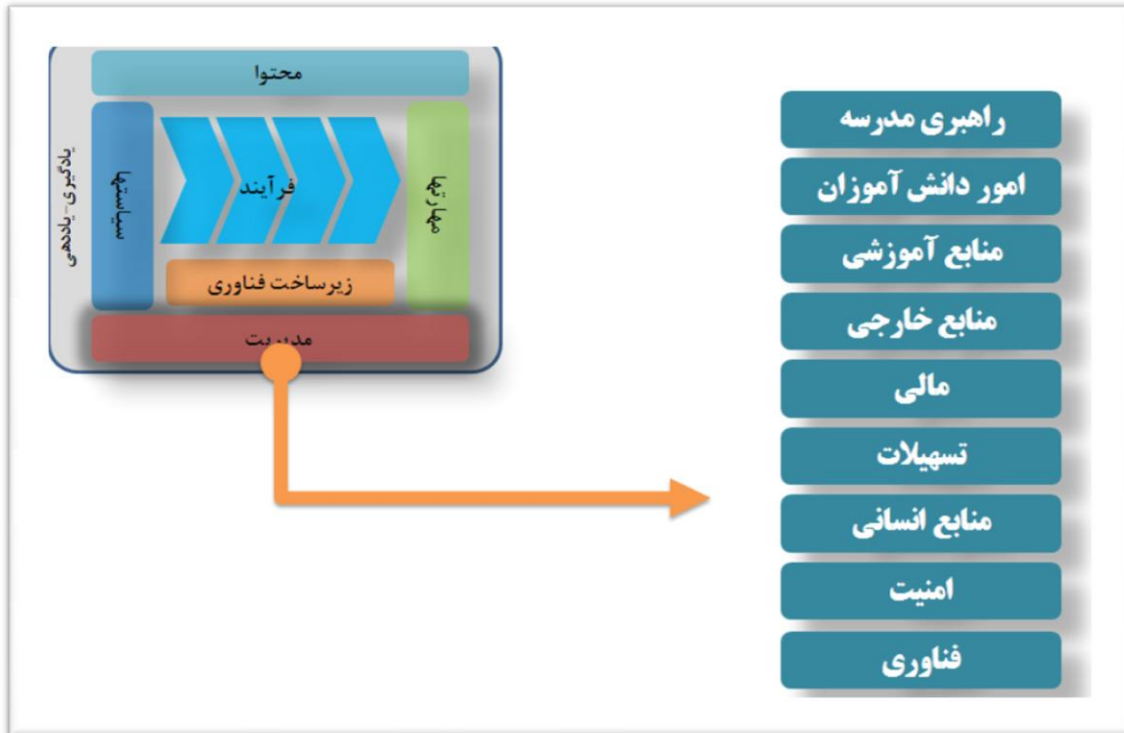 محتوا
یادگیری-یاددهی
سیاستها
فرآیند
مهارتها
زیرساخت فناوری
مدیریت
راهبری مدرسه
امور دانش آموزان
منابع آموزشی
منابع خارجی
مالی
تسهیلات
منابع انسانی
امنیت
فناوری